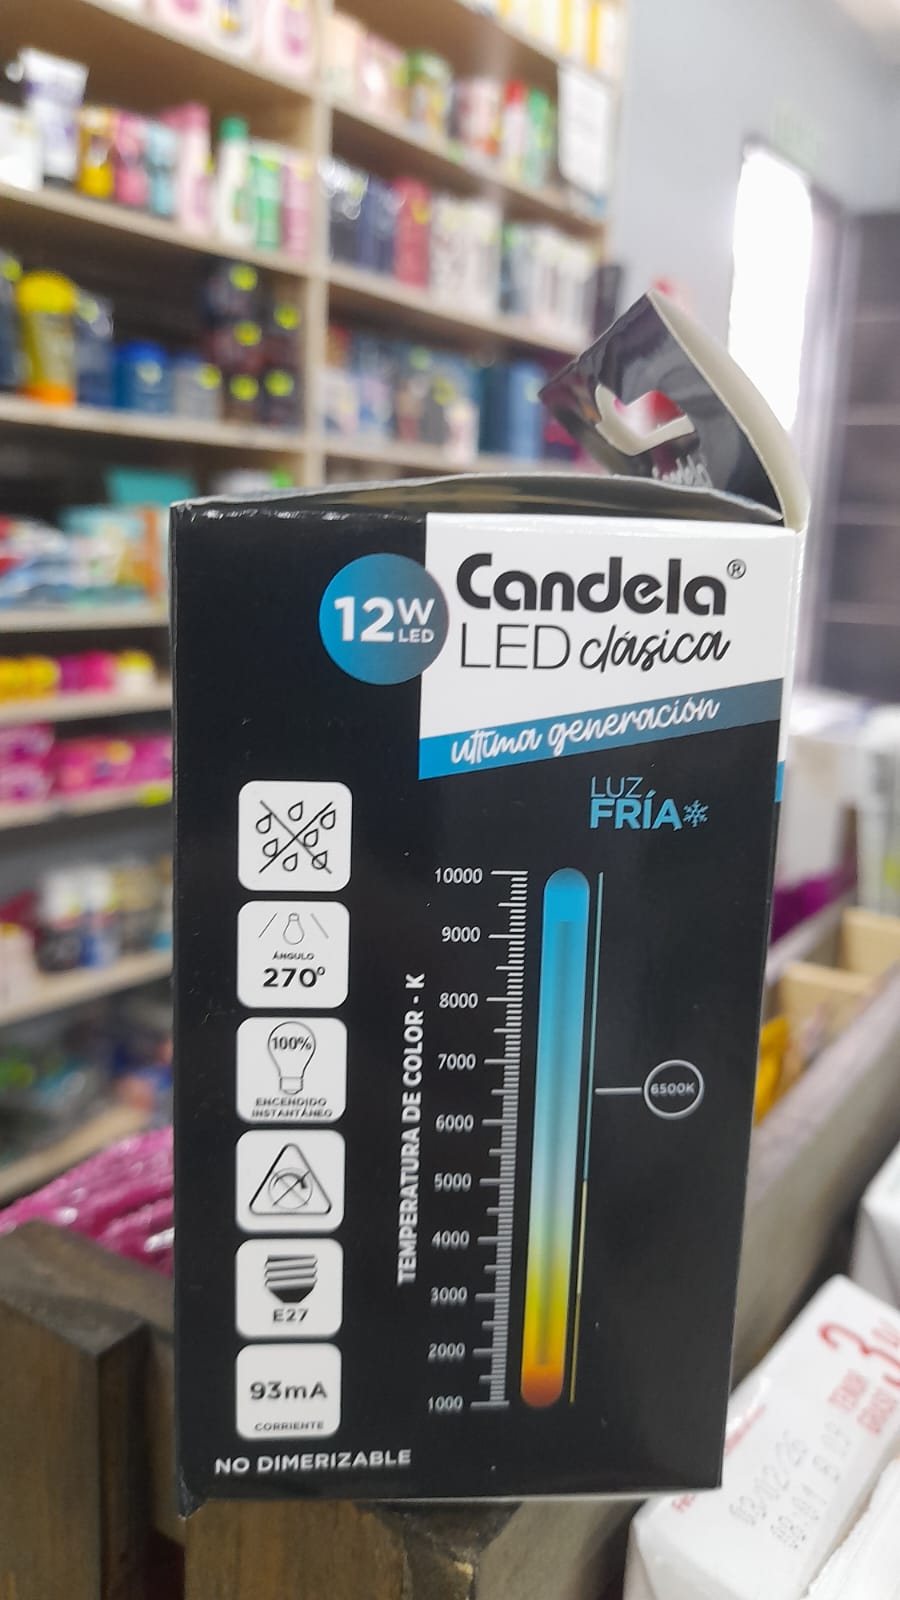 12W
LED
Candela®
LED clásica
ultima generación
LUZ
FRÍA
ÁNGULO
270°
100%
ENCENDIDO
INSTANTÁNEO
E27
93mA
CORRIENTE
NO DIMERIZABLE
TEMPERATURA DE COLOR - K
10000
9000
8000
7000
6000
5000
4000
3000
2000
1000
6500K